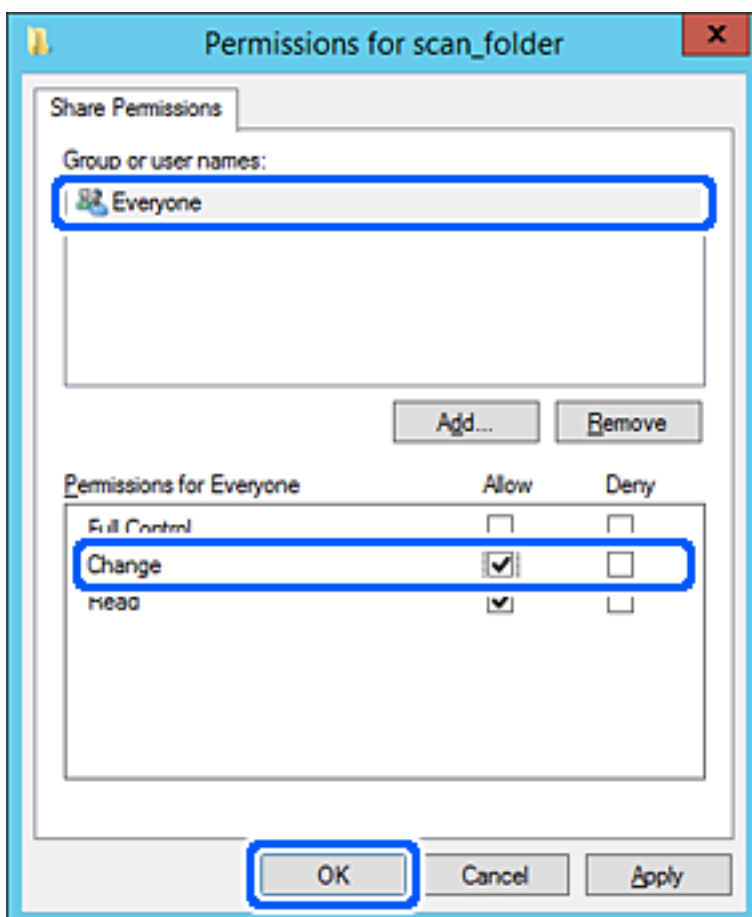 Permissions for scan_folder
x
Share Permissions
Group or user names:
Everyone
Add... Remove
Permissions for Everyone Allow Deny
Full Control
Change
Read
OK Cancel Apply